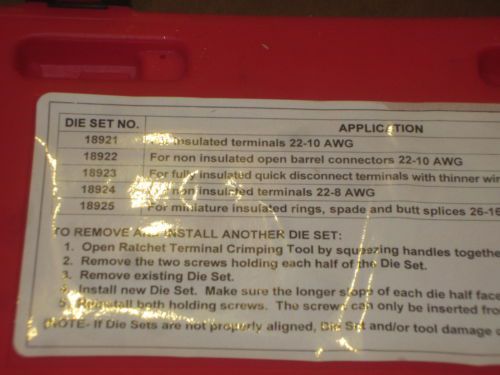 DIE SET NO. APPLICATION
18921 For insulated terminals 22-10 AWG
18922 For non insulated open barrel connectors 22-10 AWG
18923 For fully insulated quick disconnect terminals with thinner
18924 For non insulated terminals 22-8 AWG
18925 For miniature insulated rings, spade and butt splices
TO REMOVE AND INSTALL ANOTHER DIE SET:
1. Open Ratchet Terminal Crimping Tool by squeezing handles
2. Remove the two screws holding each half of the Die Set.
3. Remove existing Die Set.
4. Install new Die Set. Make sure the longer slope of each die half
5. Reinstall both holding screws. The screws can only be inserted
(NOTE- If Die Sets are not properly aligned, Die Set and/or tool damage